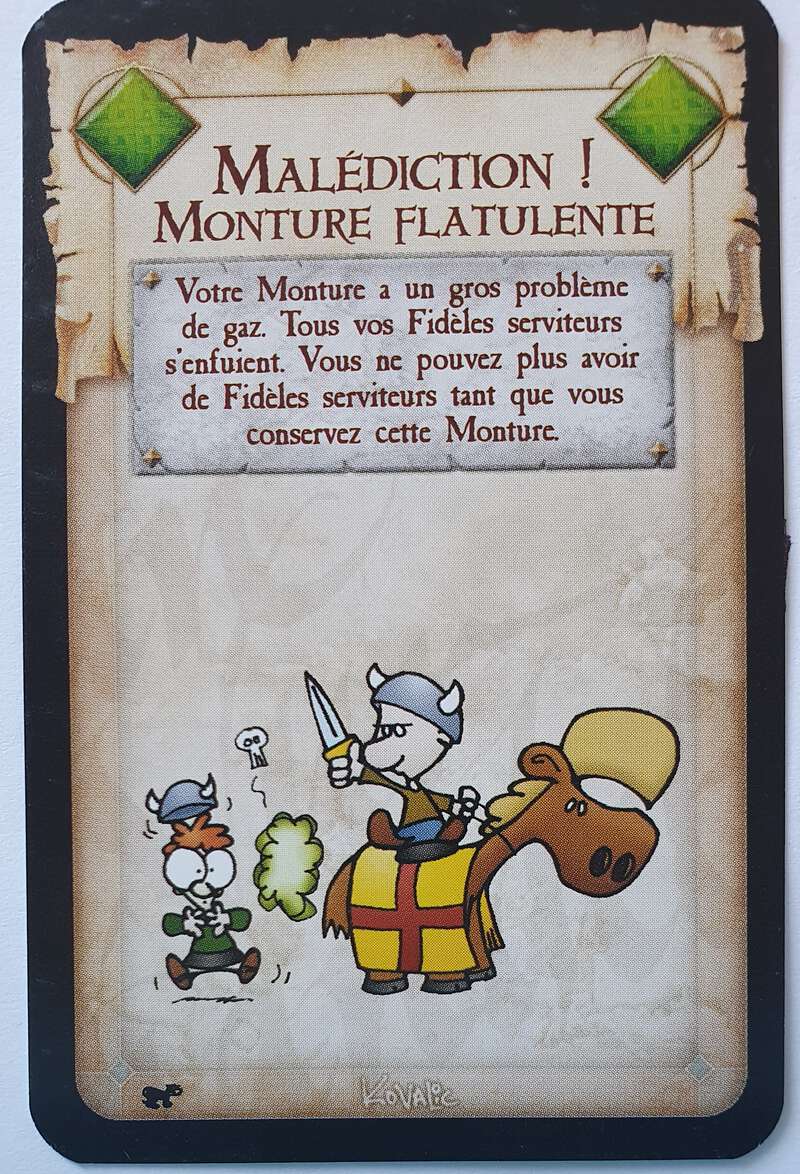 Malédiction !
Monture flatulente
Votre Monture a un gros problème
de gaz. Tous vos Fidèles serviteurs
s'enfuient. Vous ne pouvez plus avoir
de Fidèles serviteurs tant que vous
conservez cette Monture.
Kovalic